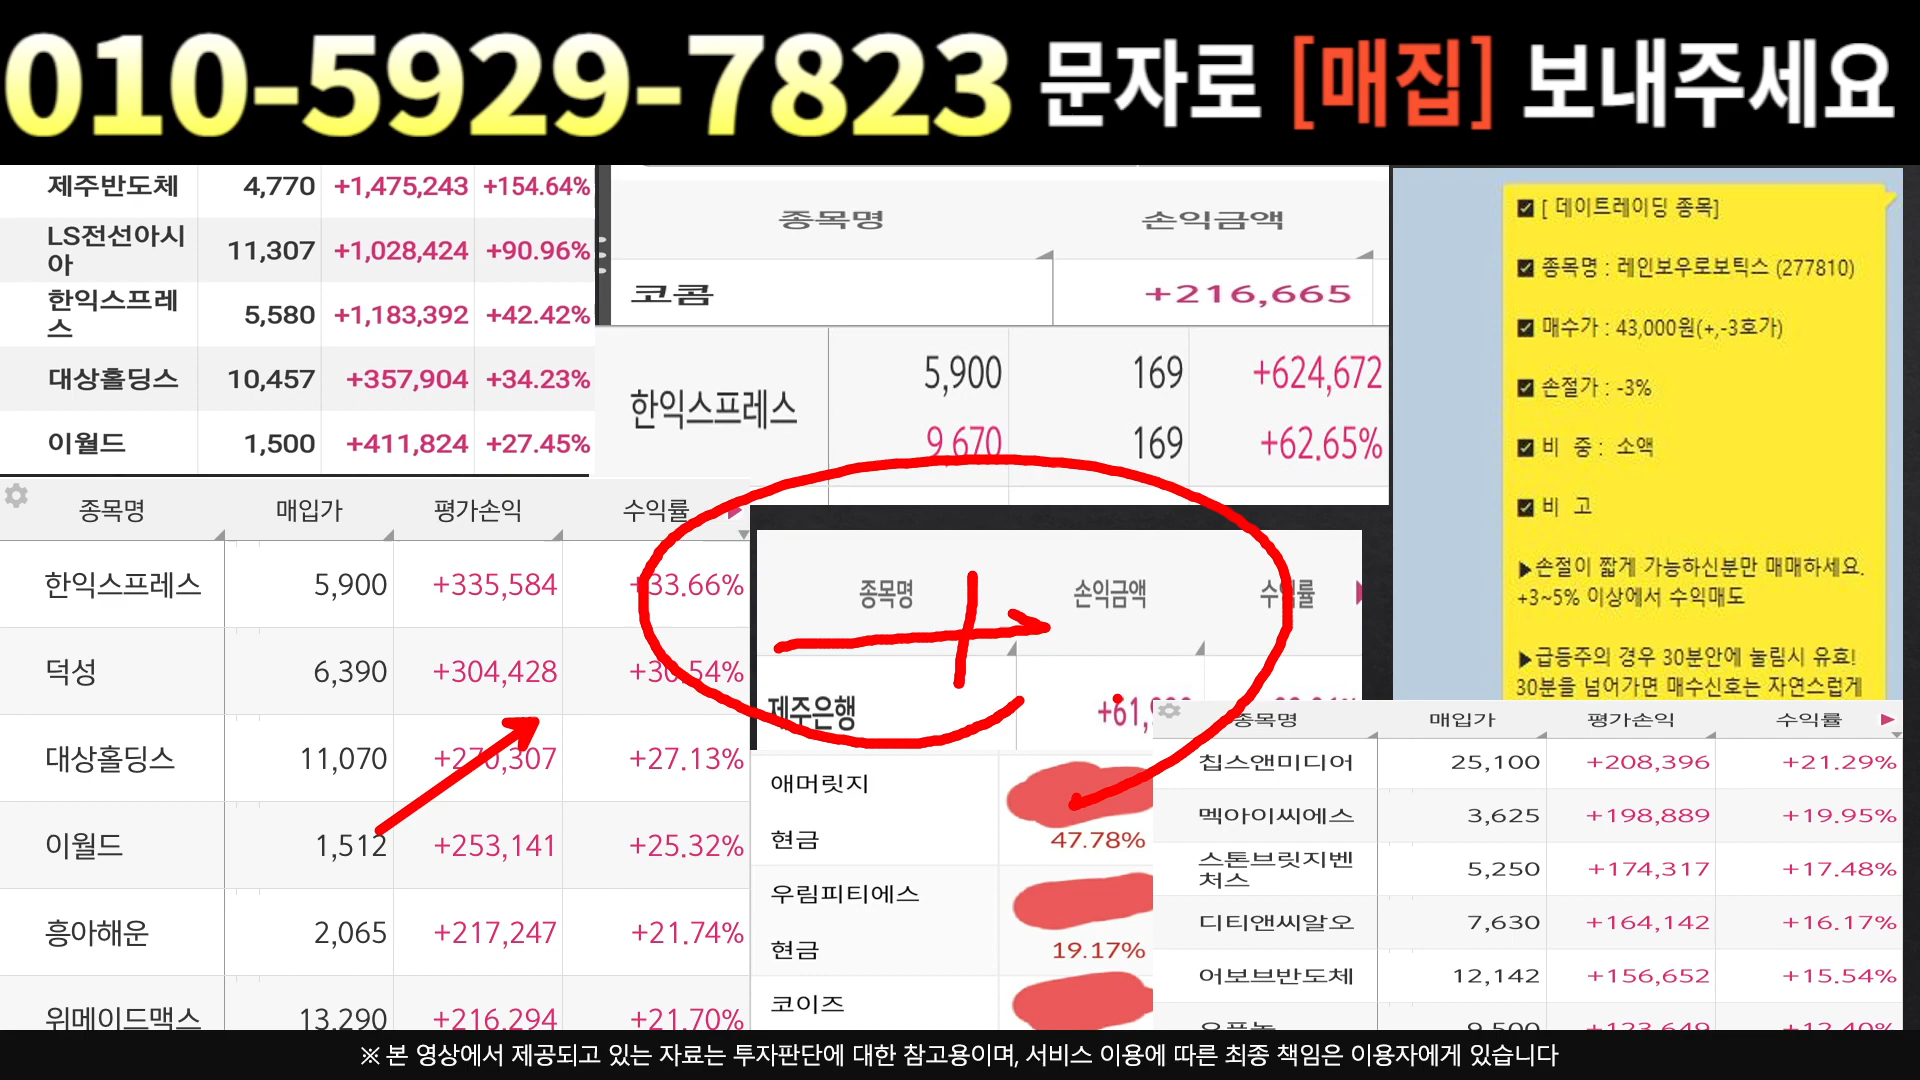 010-5929-7823 문자로 [매집] 보내주세요
제주반도체 4,770 +1,475,243 +154.64%
LS전선아시아 11,307 +1,028,424 +90.96%
한익스프레스 5,580 +1,183,392 +42.42%
대상홀딩스 10,457 +357,904 +34.23%
이월드 1,500 +411,824 +27.45%
종목명 손익금액
코콤 +216,665
한익스프레스 5,900 169 +624,672
9,670 169 +62.65%
☑ [ 데이트레이딩 종목]
☑ 종목명 : 레인보우로보틱스 (277810)
☑ 매수가 : 43,000원(+,-3호가)
☑ 손절가 : -3%
☑ 비 중 : 소액
☑ 비 고
▶손절이 짧게 가능하신분만 매매하세요.
+3~5% 이상에서 수익매도
▶급등주의 경우 30분안에 눌림시 유효!
30분을 넘어가면 매수신호는 자연스럽게
종목명 매입가 평가손익 수익률
한익스프레스 5,900 +335,584 +33.66%
덕성 6,390 +304,428 +30.54%
대상홀딩스 11,070 +270,307 +27.13%
이월드 1,512 +253,141 +25.32%
흥아해운 2,065 +217,247 +21.74%
위메이드맥스 13,290 +216,294 +21.70%
종목명 손익금액 수익률
제주은행 +61,
애머릿지
현금 47.78%
우림피티에스
현금 19.17%
코이즈
종목명 매입가 평가손익 수익률
칩스앤미디어 25,100 +208,396 +21.29%
멕아이씨에스 3,625 +198,889 +19.95%
스톤브릿지벤처스 5,250 +174,317 +17.48%
디티앤씨알오 7,630 +164,142 +16.17%
어보브반도체 12,142 +156,652 +15.54%
※ 본 영상에서 제공되고 있는 자료는 투자판단에 대한 참고용이며, 서비스 이용에 따른 최종 책임은 이용자에게 있습니다